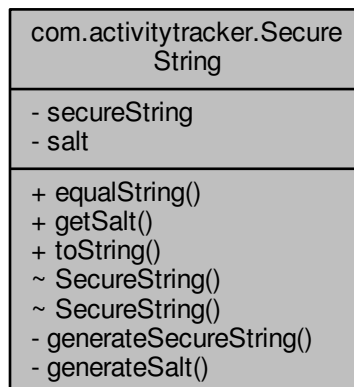 com.activitytracker.Secure
String
- secureString
- salt
+ equalString()
+ getSalt()
+ toString()
~ SecureString()
~ SecureString()
- generateSecureString()
- generateSalt()